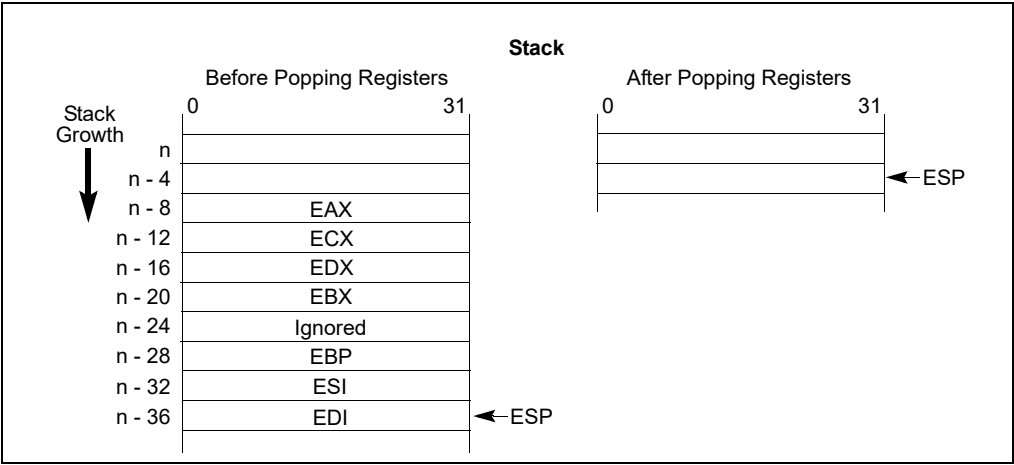 Stack
Before Popping Registers
After Popping Registers
0 31
0 31
Stack
Growth
n
n - 4
ESP
n - 8 EAX
n - 12 ECX
n - 16 EDX
n - 20 EBX
n - 24 Ignored
n - 28 EBP
n - 32 ESI
n - 36 EDI ESP